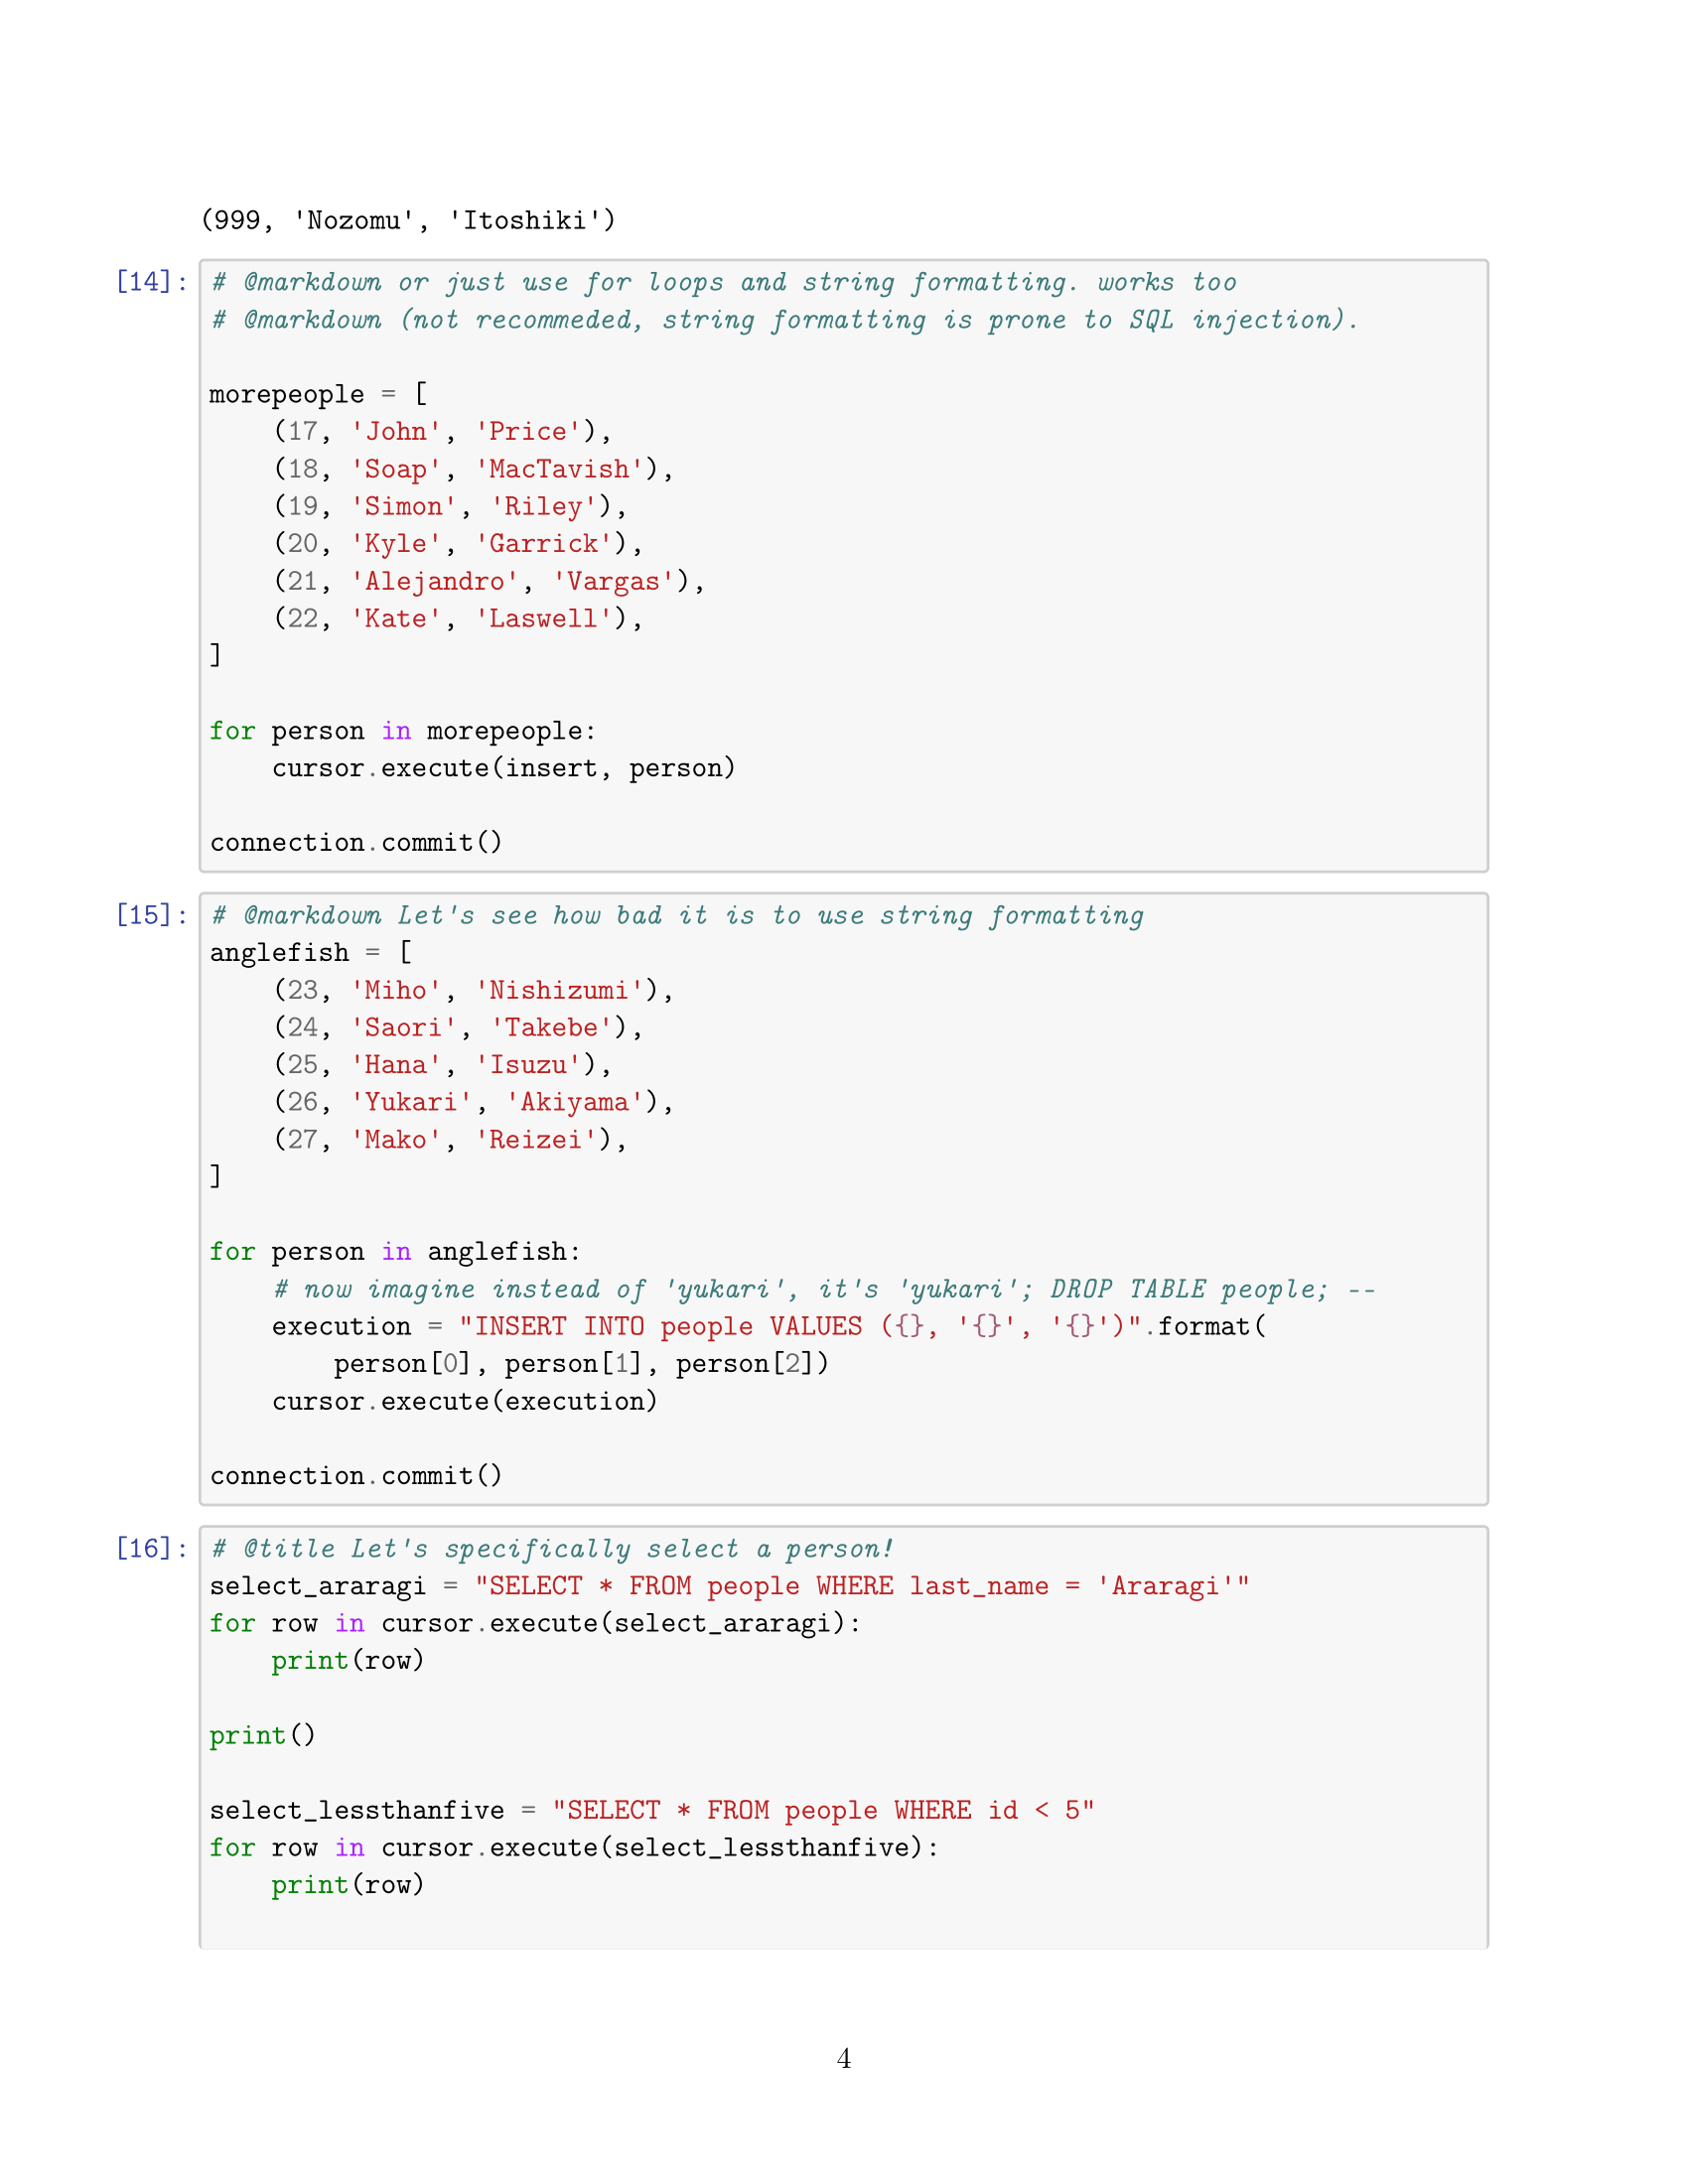 (999, 'Nozomu', 'Itoshiki')
[14]: # @markdown or just use for loops and string formatting. works too
# @markdown (not recommeded, string formatting is prone to SQL injection).
morepeople = [
    (17, 'John', 'Price'),
    (18, 'Soap', 'MacTavish'),
    (19, 'Simon', 'Riley'),
    (20, 'Kyle', 'Garrick'),
    (21, 'Alejandro', 'Vargas'),
    (22, 'Kate', 'Laswell'),
]
for person in morepeople:
    cursor.execute(insert, person)
connection.commit()
[15]: # @markdown Let's see how bad it is to use string formatting
anglefish = [
    (23, 'Miho', 'Nishizumi'),
    (24, 'Saori', 'Takebe'),
    (25, 'Hana', 'Isuzu'),
    (26, 'Yukari', 'Akiyama'),
    (27, 'Mako', 'Reizei'),
]
for person in anglefish:
    # now imagine instead of 'yukari', it's 'yukari'; DROP TABLE people; --
    execution = "INSERT INTO people VALUES ({}, '{}', '{}')".format(
        person[0], person[1], person[2])
    cursor.execute(execution)
connection.commit()
[16]: # @title Let's specifically select a person!
select_araragi = "SELECT * FROM people WHERE last_name = 'Araragi'"
for row in cursor.execute(select_araragi):
    print(row)
print()
select_lessthanfive = "SELECT * FROM people WHERE id < 5"
for row in cursor.execute(select_lessthanfive):
    print(row)
4